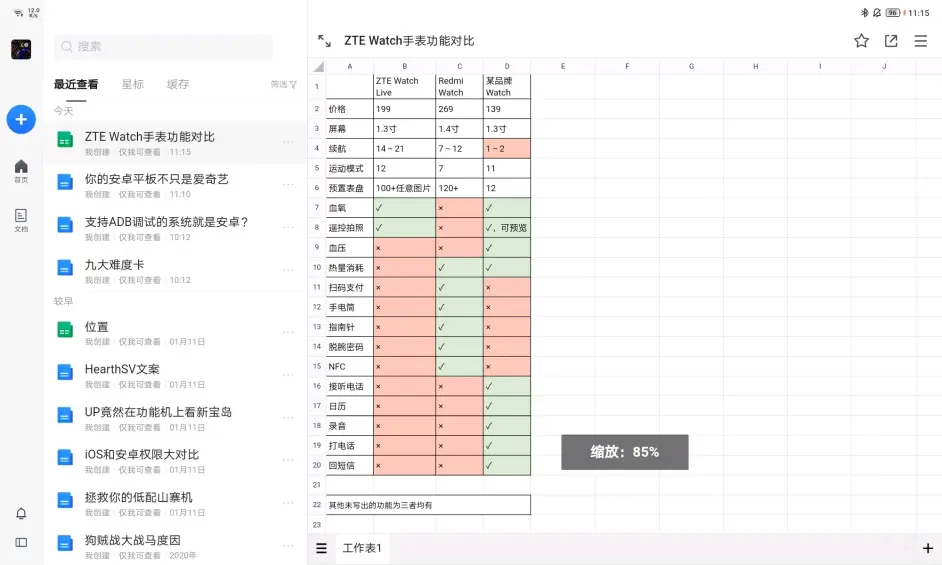 12.0
K/s
96
11:15
搜索
最近查看 星标 缓存 筛选
今天
ZTE Watch手表功能对比
我创建 仅我可查看 11:15
你的安卓平板不只是爱奇艺
我创建 仅我可查看 11:10
支持ADB调试的系统就是安卓?
我创建 仅我可查看 10:12
九大难度卡
我创建 仅我可查看 10:12
较早
位置
我创建 仅我可查看 01月11日
HearthSV文案
我创建 仅我可查看 01月11日
UP竟然在功能机上看新宝岛
我创建 仅我可查看 01月11日
iOS和安卓权限大对比
我创建 仅我可查看 01月11日
拯救你的低配山寨机
我创建 仅我可查看 01月11日
狗贼战大战马度因
我创建 仅我可查看 2020年
首页
文档
ZTE Watch手表功能对比
A B C D E F G H I J
1 ZTE Watch Live Redmi Watch 某品牌 Watch
2 价格 199 269 139
3 屏幕 1.3寸 1.4寸 1.3寸
4 续航 14~21 7~12 1~2
5 运动模式 12 7 11
6 预置表盘 100+任意图片 120+ 12
7 血氧 ✓ × ✓
8 遥控拍照 ✓ × ✓，可预览
9 血压 × × ✓
10 热量消耗 × ✓ ✓
11 扫码支付 × ✓ ×
12 手电筒 × ✓ ×
13 指南针 × ✓ ×
14 脱腕密码 × ✓ ×
15 NFC × ✓ ×
16 接听电话 × × ✓
17 日历 × × ✓
18 录音 × × ✓
19 打电话 × × ✓
20 回短信 × × ✓
21
22 其他未写出的功能为三者均有
23
缩放：85%
工作表1